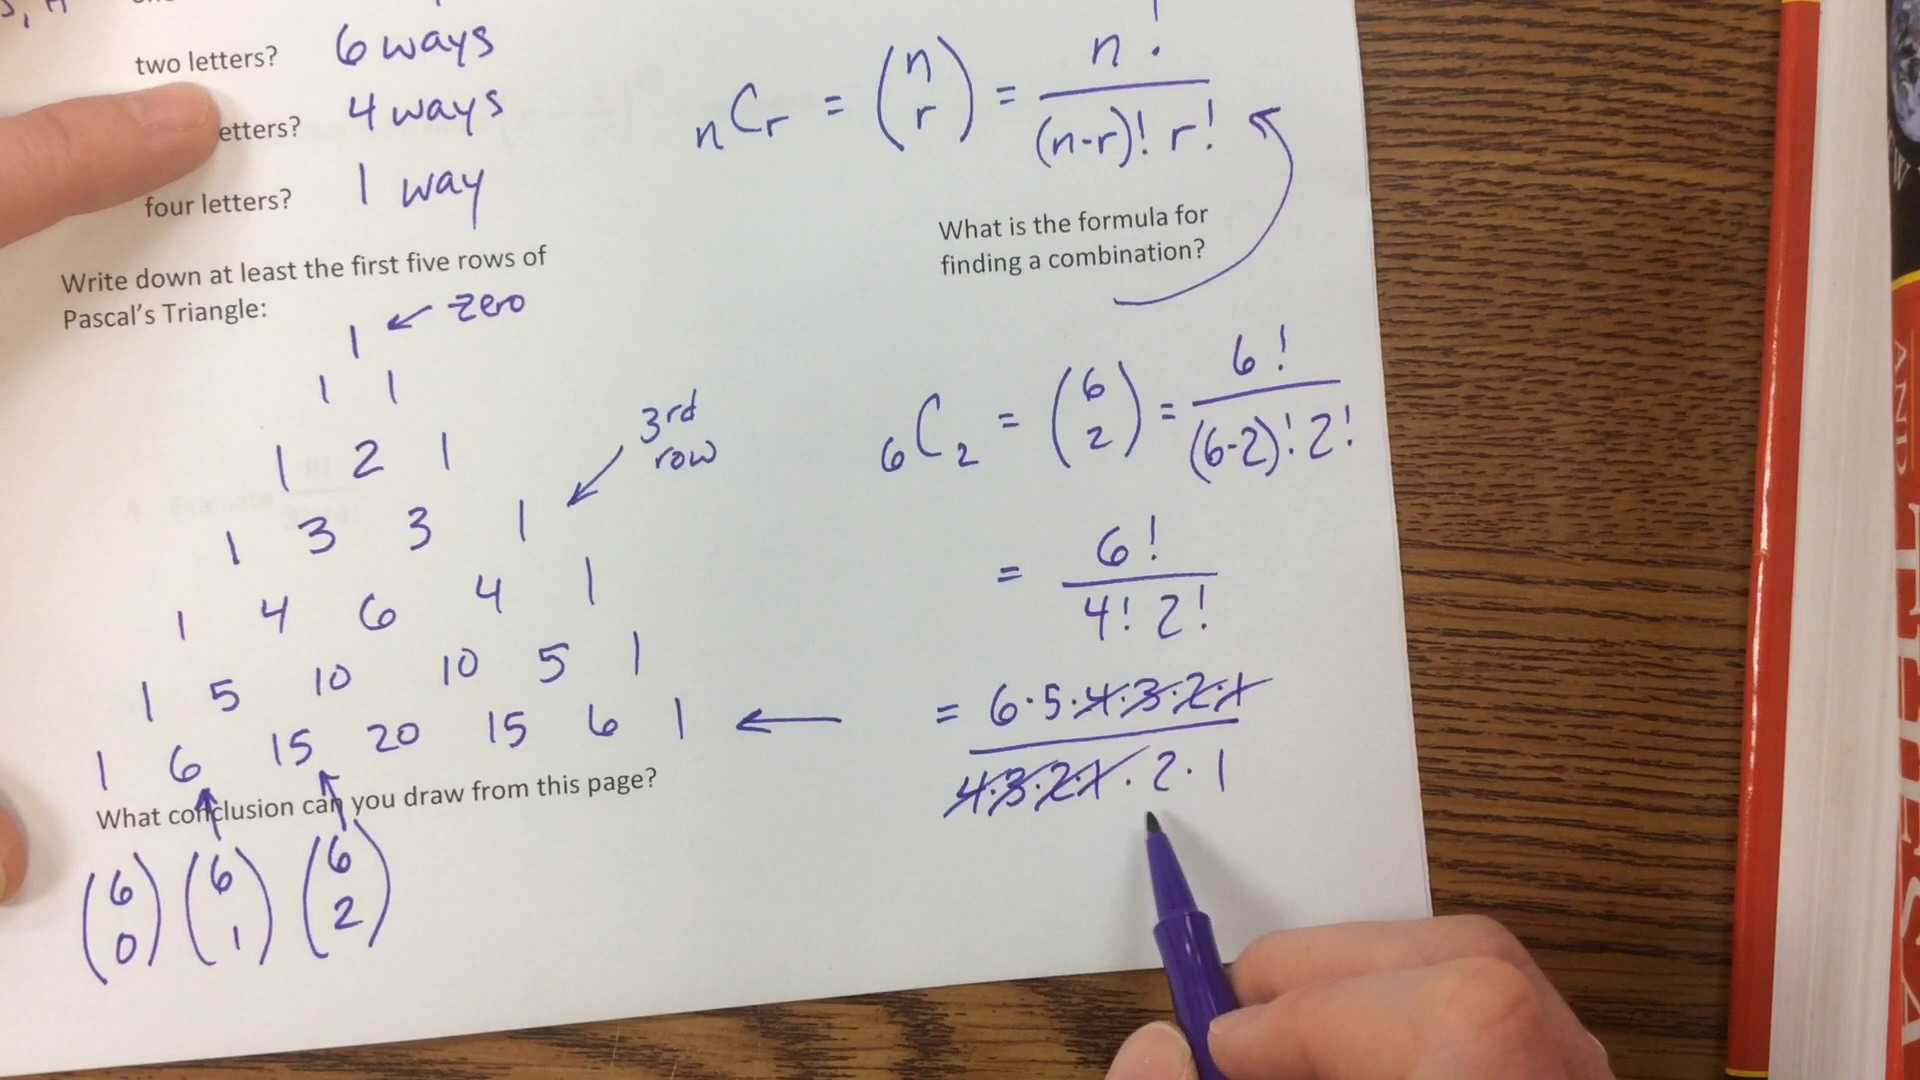 two letters? 6 ways
etters? 4 ways
four letters? 1 way
Write down at least the first five rows of
Pascal's Triangle:
1 ← zero
1 1
1 2 1
3rd
row
1 3 3 1
1 4 6 4 1
1 5 10 10 5 1
1 6 15 20 15 6 1 ←
What conclusion can you draw from this page?
(6 0) (6 1) (6 2)
nCr = (n r) = n! / (n-r)! r!
What is the formula for
finding a combination?
6C2 = (6 2) = 6! / (6-2)! 2!
= 6! / 4! 2!
= 6·5·4·3·2·1 / 4·3·2·1·2·1
AND